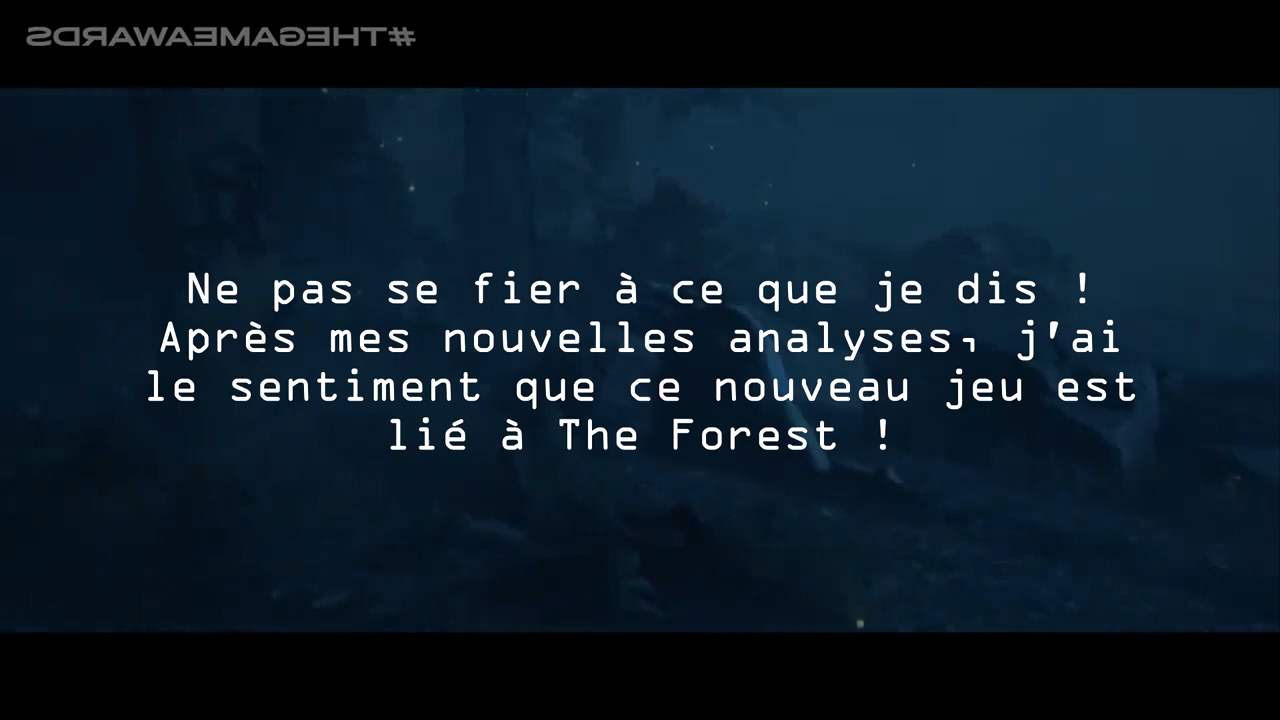 #THEGAMEAWARDS
Ne pas se fier à ce que je dis !
Après mes nouvelles analyses, j'ai
le sentiment que ce nouveau jeu est
lié à The Forest !